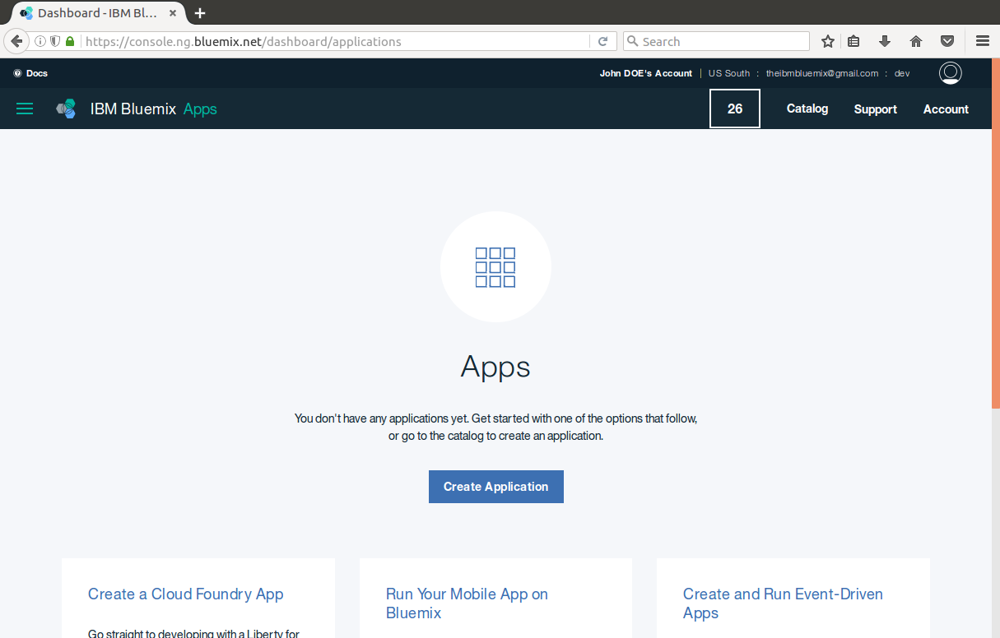 Dashboard - IBM Bl...
https://console.ng.bluemix.net/dashboard/applications
Search
Docs
John DOE's Account | US South : theibmbluemix@gmail.com : dev
IBM Bluemix Apps
26
Catalog
Support
Account
Apps
You don't have any applications yet. Get started with one of the options that follow,
or go to the catalog to create an application.
Create Application
Create a Cloud Foundry App
Go straight to developing with a Liberty for
Run Your Mobile App on
Bluemix
Create and Run Event-Driven
Apps